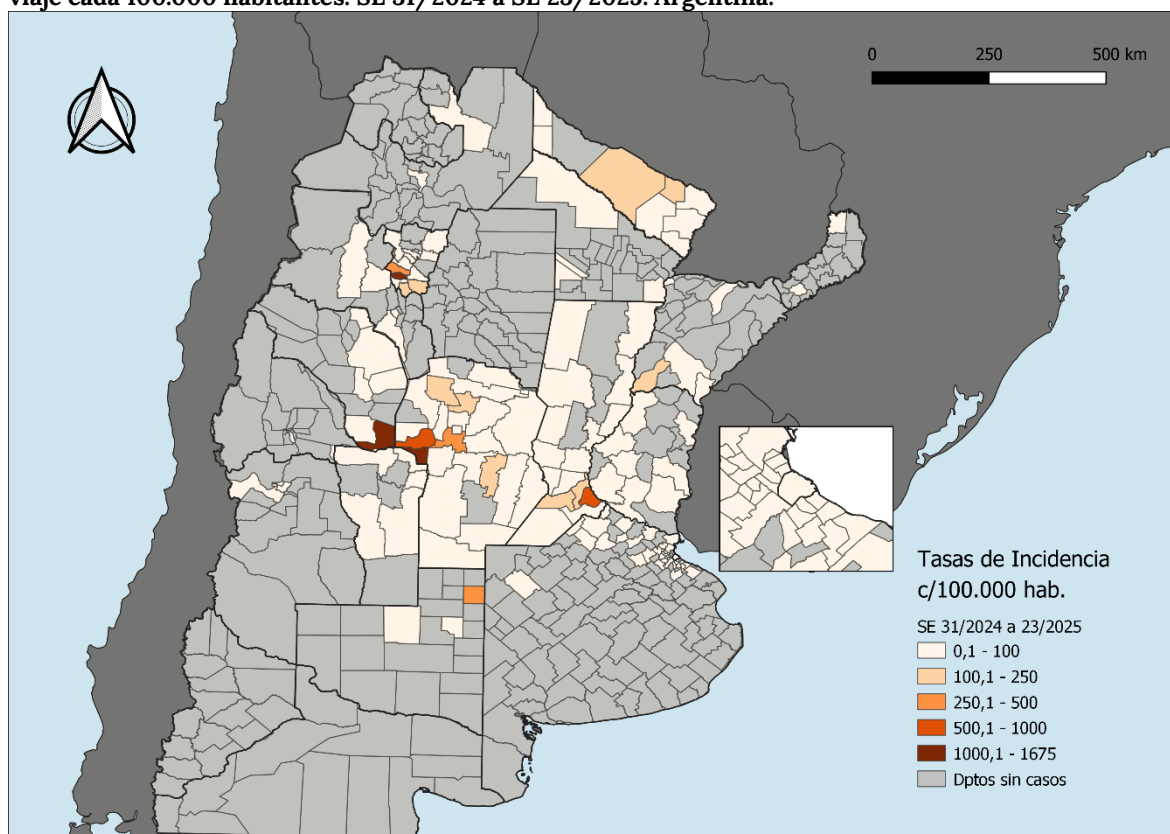 viaje cada 100.000 habitantes. SE 31/2024 a SE 23/2025. Argentina.
0 250 500 km
Tasas de Incidencia
c/100.000 hab.
SE 31/2024 a 23/2025
0,1 - 100
100,1 - 250
250,1 - 500
500,1 - 1000
1000,1 - 1675
Dptos sin casos